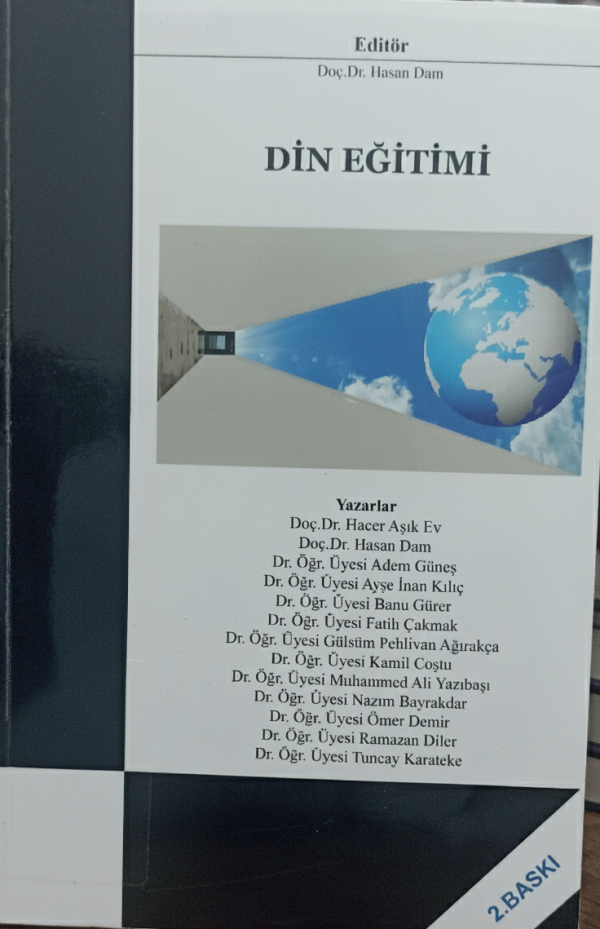 Editör
Doç.Dr. Hasan Dam
DİN EĞİTİMİ
Yazarlar
Doç.Dr. Hacer Aşık Ev
Doç.Dr. Hasan Dam
Dr. Öğr. Üyesi Adem Güneş
Dr. Öğr. Üyesi Ayşe İnan Kılıç
Dr. Öğr. Üyesi Banu Gürer
Dr. Öğr. Üyesi Fatih Çakmak
Dr. Öğr. Üyesi Gülsüm Pehlivan Ağırakça
Dr. Öğr. Üyesi Kamil Coştu
Dr. Öğr. Üyesi Muhammed Ali Yazıbaşı
Dr. Öğr. Üyesi Nazım Bayrakdar
Dr. Öğr. Üyesi Ömer Demir
Dr. Öğr. Üyesi Ramazan Diler
Dr. Öğr. Üyesi Tuncay Karateke
2.BASKI